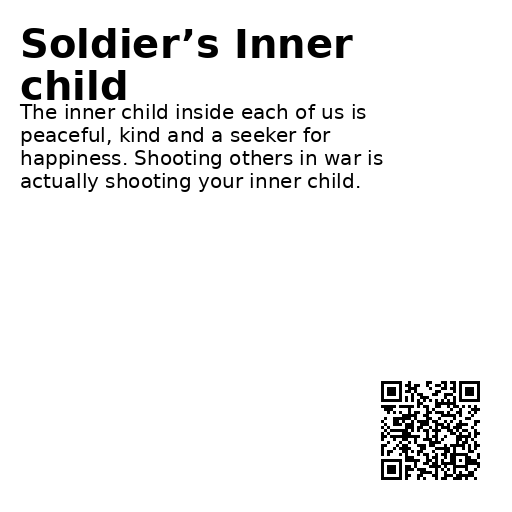 Soldier’s Inner
child
The inner child inside each of us is
peaceful, kind and a seeker for
happiness. Shooting others in war is
actually shooting your inner child.